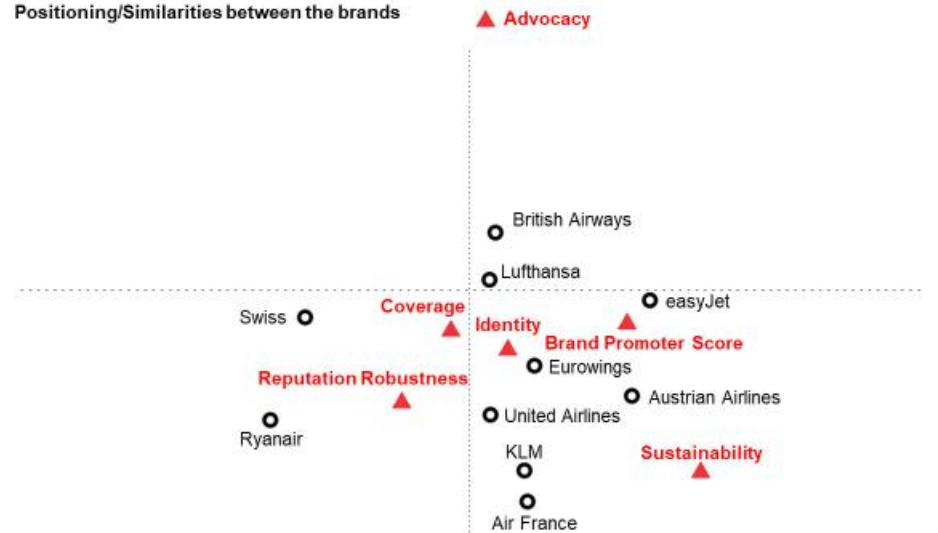 Positioning/Similarities between the brands
Advocacy
British Airways
Lufthansa
easyJet
Coverage
Swiss
Identity
Brand Promoter Score
Eurowings
Reputation Robustness
Austrian Airlines
United Airlines
Ryanair
KLM
Sustainability
Air France